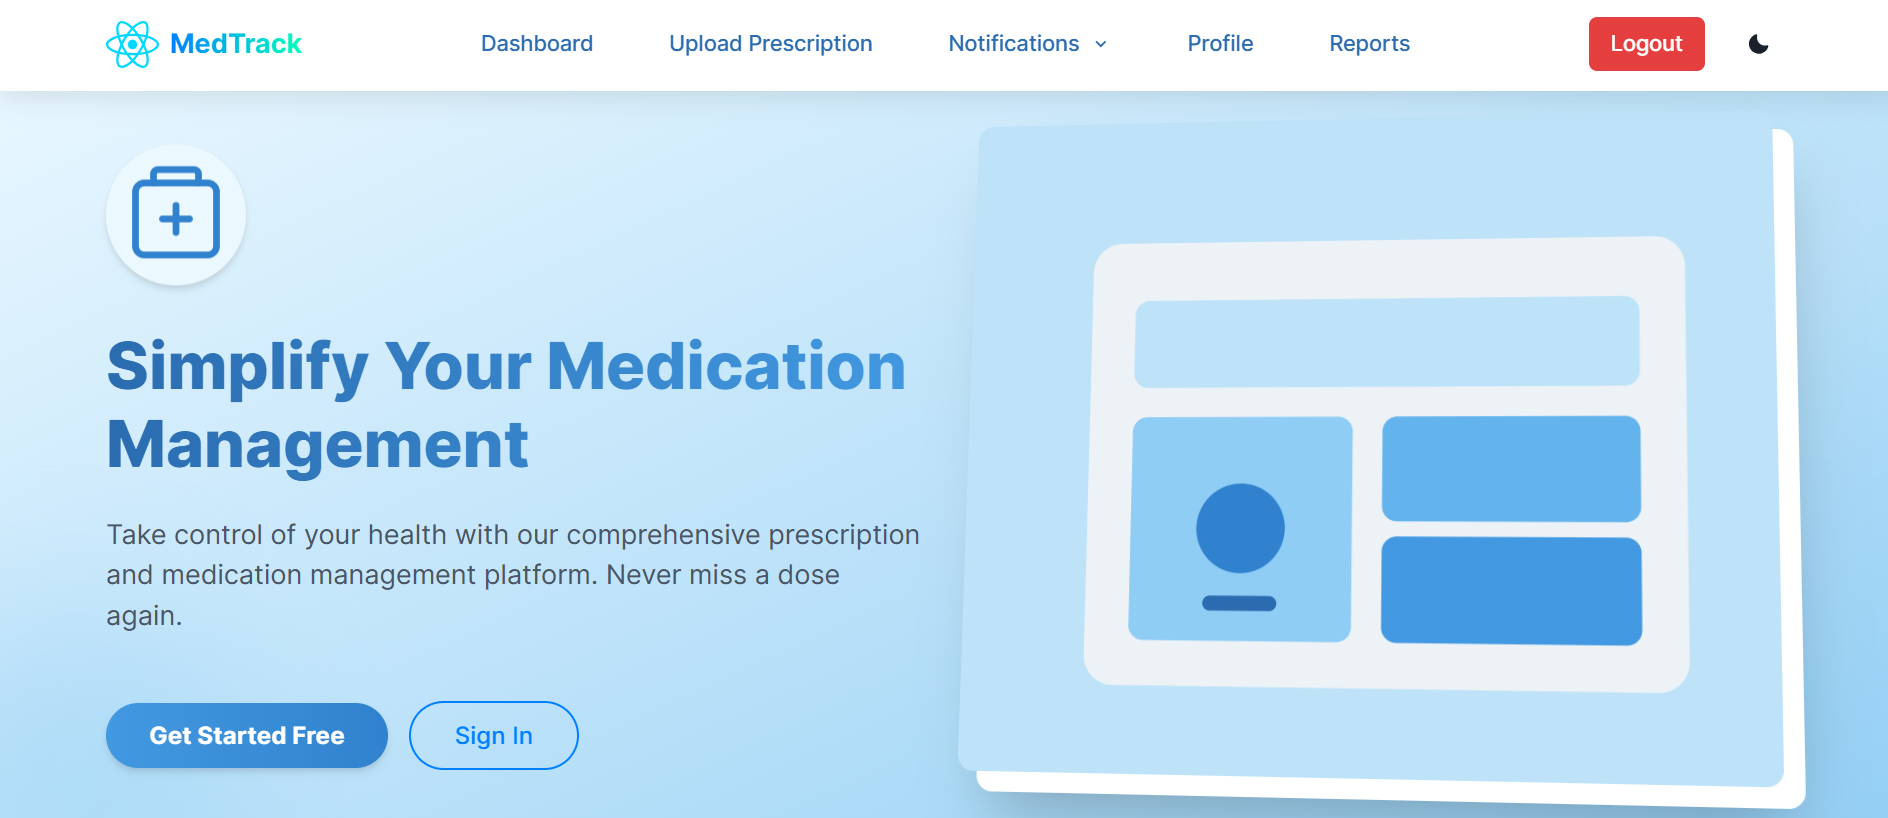 MedTrack
Dashboard
Upload Prescription
Notifications
Profile
Reports
Logout
Simplify Your Medication
Management
Take control of your health with our comprehensive prescription
and medication management platform. Never miss a dose
again.
Get Started Free
Sign In